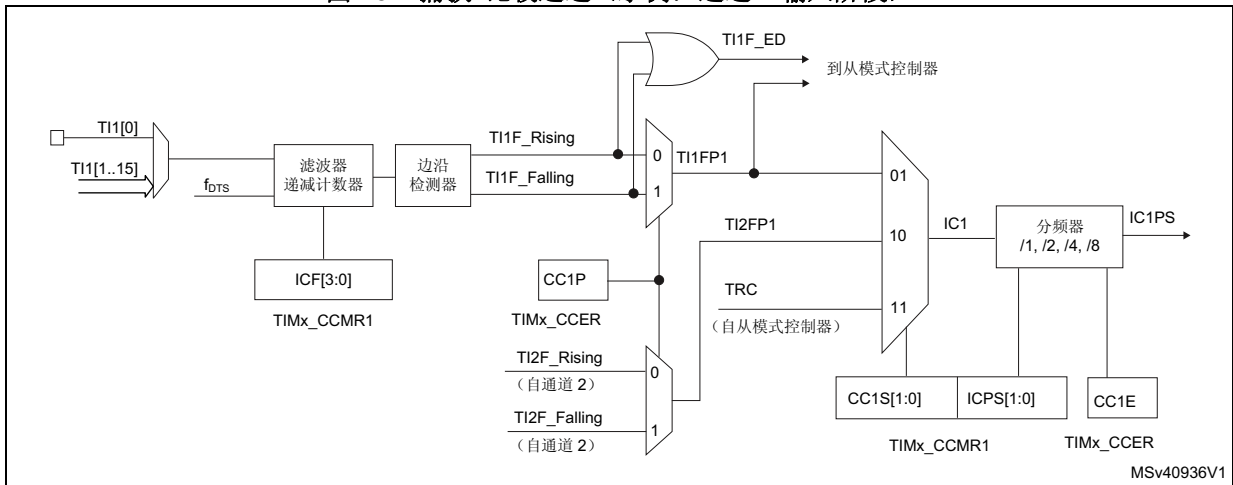 TI1F_ED
到从模式控制器
TI1[0]
TI1[1..15]
f_DTS
滤波器
递减计数器
边沿
检测器
TI1F_Rising
TI1F_Falling
0
1
TI1FP1
01
TI2FP1
10
IC1
分频器
/1, /2, /4, /8
IC1PS
ICF[3:0]
TIMx_CCMR1
CC1P
TIMx_CCER
TRC
11
（自从模式控制器）
TI2F_Rising
0
（自通道 2）
TI2F_Falling
1
（自通道 2）
CC1S[1:0]
ICPS[1:0]
CC1E
TIMx_CCMR1
TIMx_CCER
MSv40936V1